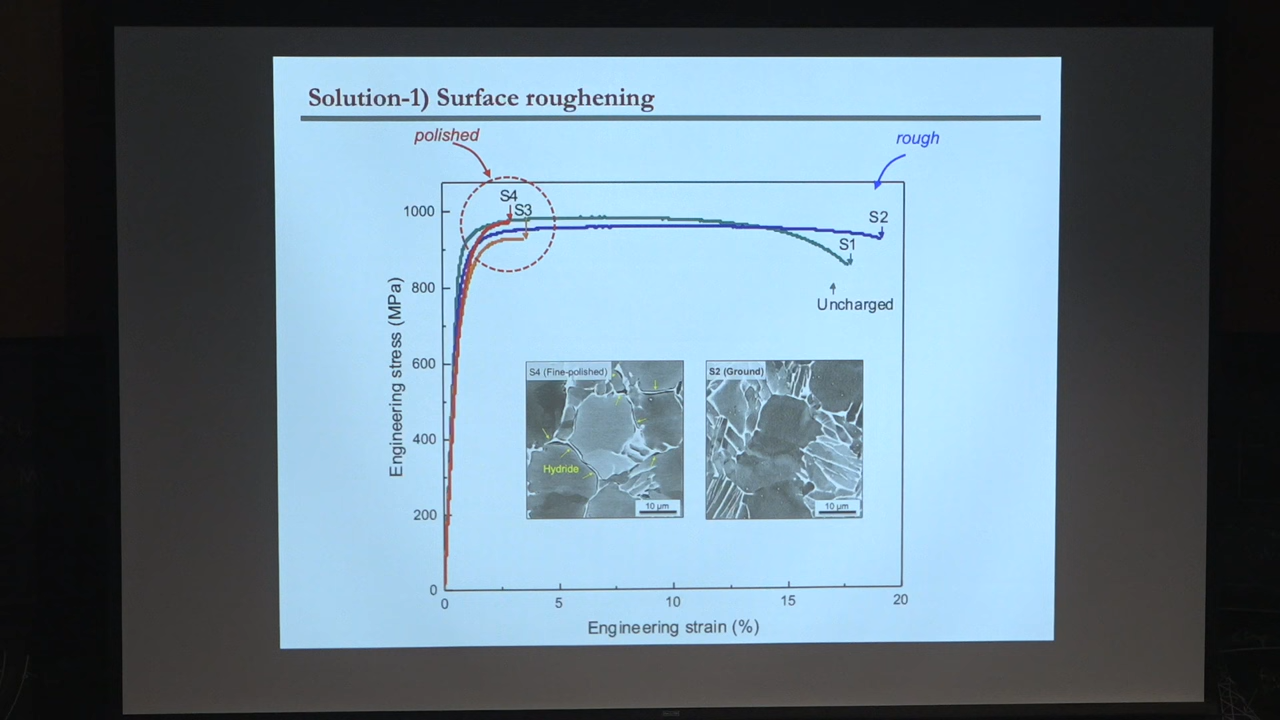 Solution-1) Surface roughening
polished
rough
S4
S3
S2
S1
Uncharged
1000
800
600
400
200
0
Engineering stress (MPa)
S4 (Fine-polished)
Hydride
10 µm
S2 (Ground)
10 µm
0
5
10
15
20
Engineering strain (%)